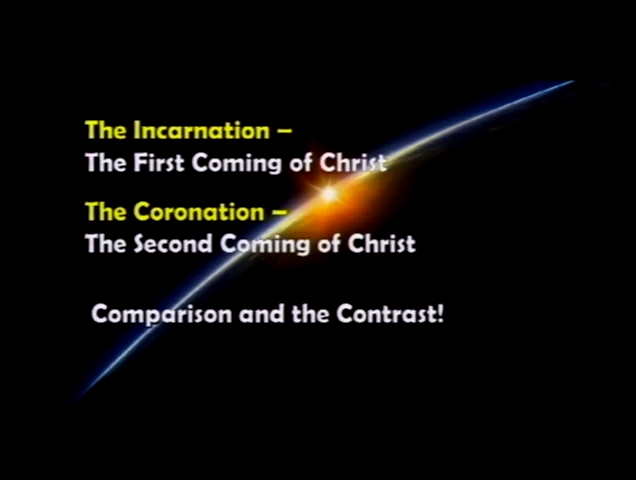 The Incarnation –
The First Coming of Christ
The Coronation –
The Second Coming of Christ
Comparison and the Contrast!